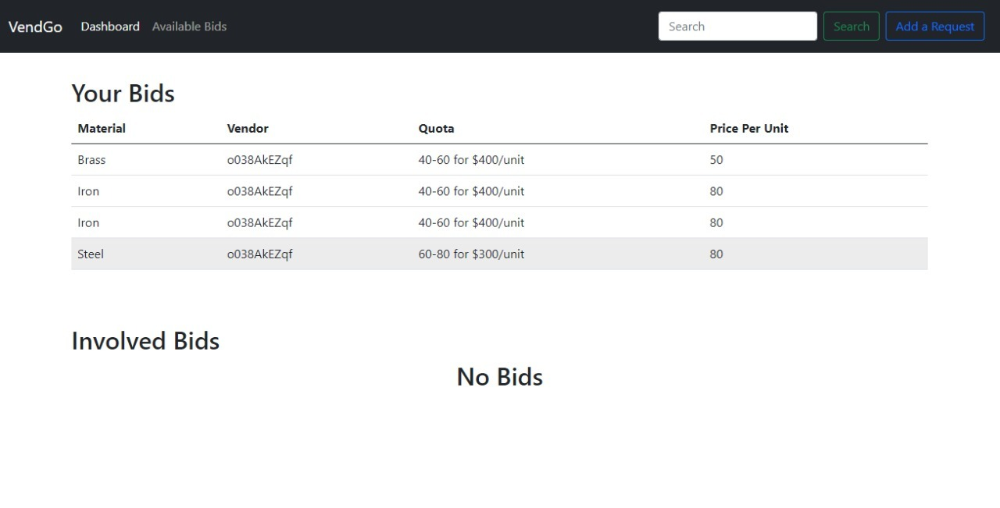 VendGo Dashboard Available Bids Search Search Add a Request
Your Bids
Material Vendor Quota Price Per Unit
Brass o038AkEZqf 40-60 for $400/unit 50
Iron o038AkEZqf 40-60 for $400/unit 80
Iron o038AkEZqf 40-60 for $400/unit 80
Steel o038AkEZqf 60-80 for $300/unit 80
Involved Bids
No Bids